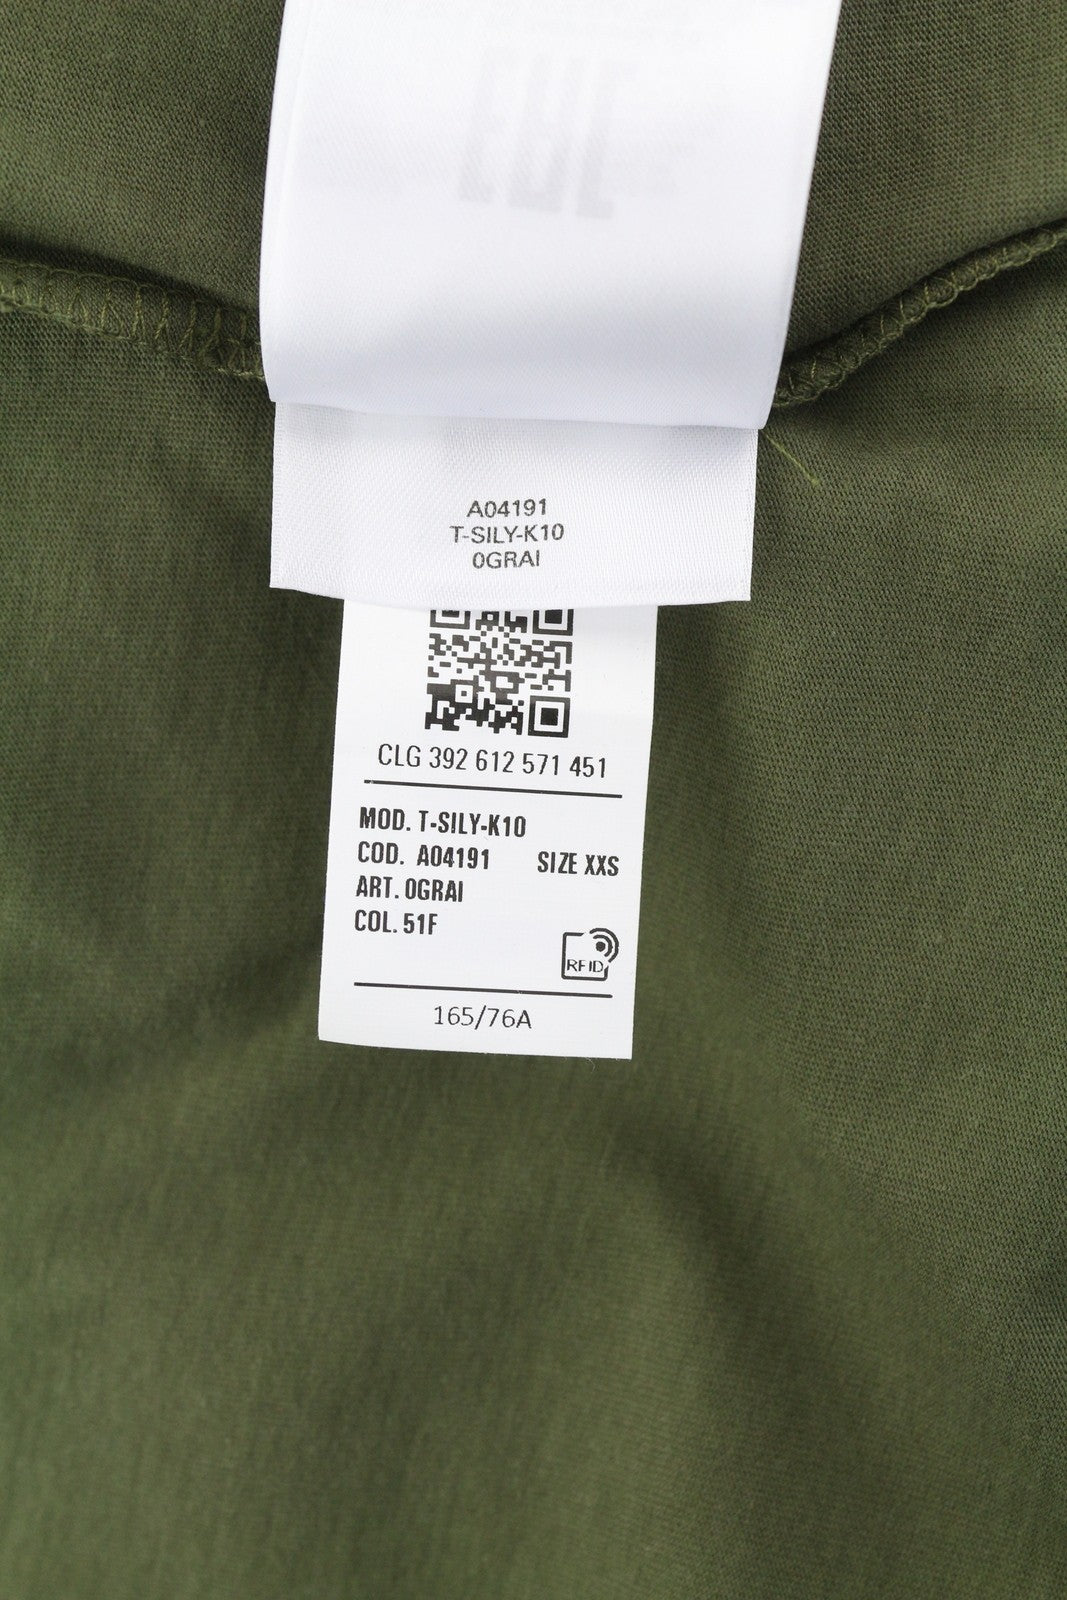 A04191
T-SILY-K10
0GRAI
CLG 392 612 571 451
MOD. T-SILY-K10
COD. A04191 SIZE XXS
ART. 0GRAI
COL. 51F
RFID
165/76A